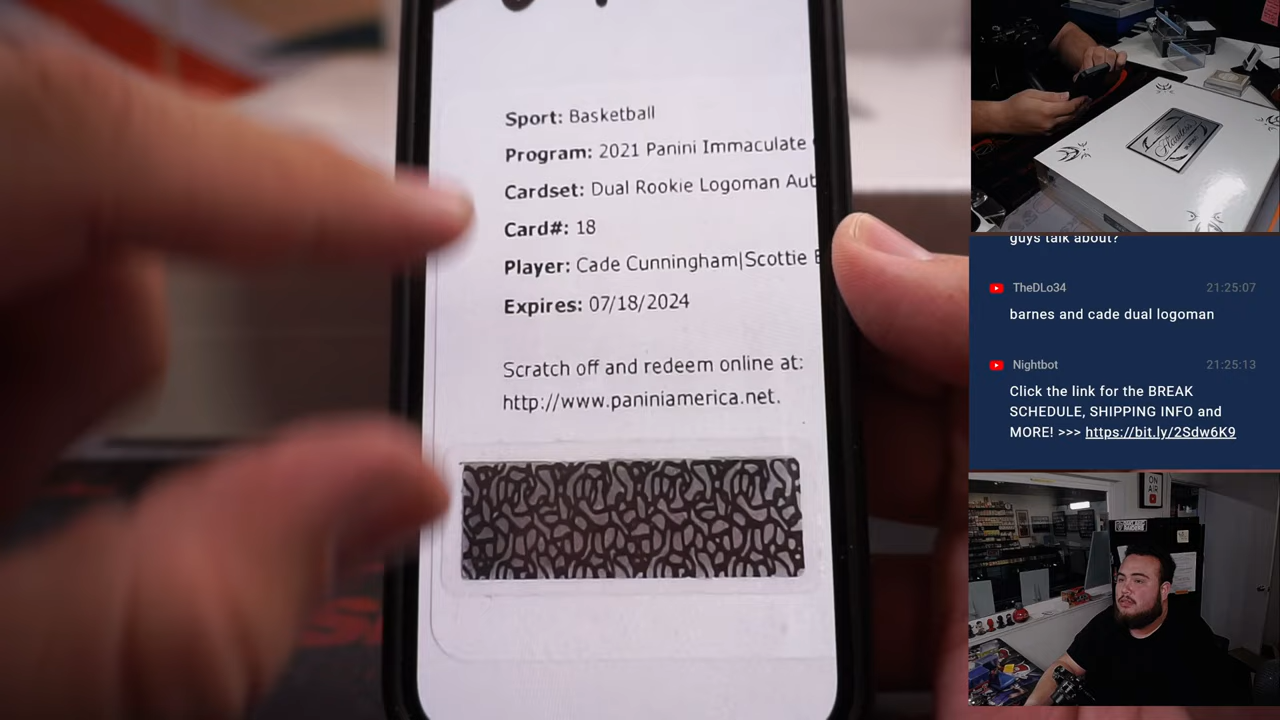 Sport: Basketball
Program: 2021 Panini Immaculate
Cardset: Dual Rookie Logoman Aut
Card#: 18
Player: Cade Cunningham|Scottie
Expires: 07/18/2024
Scratch off and redeem online at:
http://www.paniniamerica.net.
Flawless
guys talk about?
TheDLo34 21:25:07
barnes and cade dual logoman
Nightbot 21:25:13
Click the link for the BREAK
SCHEDULE, SHIPPING INFO and
MORE! >>> https://bit.ly/2Sdw6K9
ON
AIR